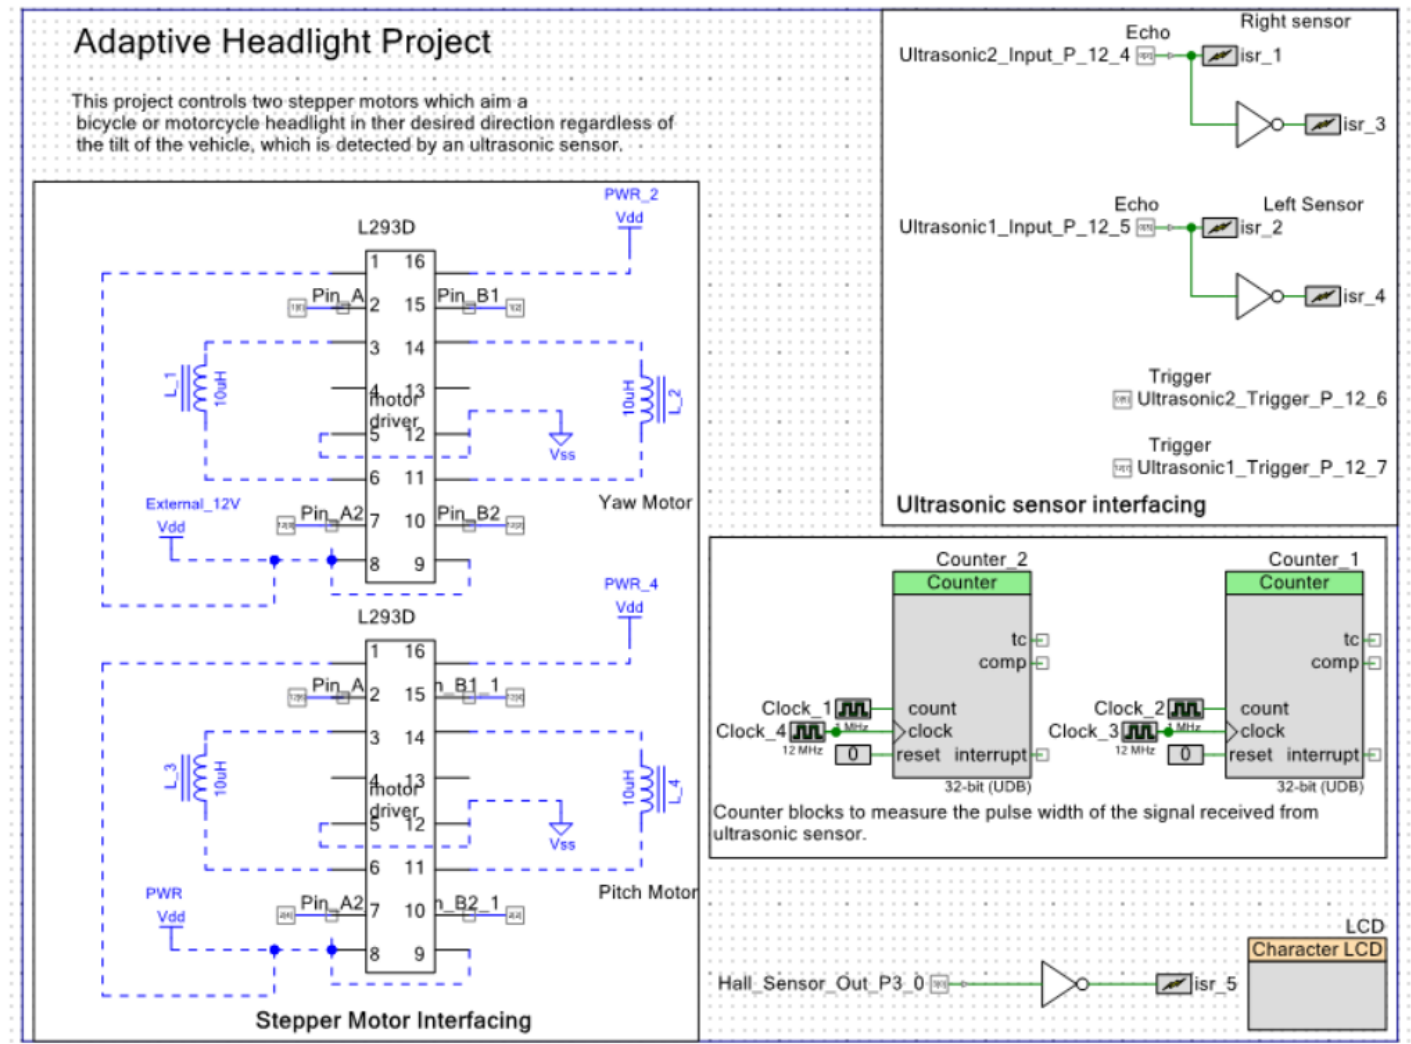 Adaptive Headlight Project
This project controls two stepper motors which aim a
bicycle or motorcycle headlight in ther desired direction regardless of
the tilt of the vehicle, which is detected by an ultrasonic sensor.
PWR_2
Vdd
L293D
1 16
Pin_A 2 15 Pin_B1
3 14
L_1 10uH
10uH L_2
4 13
motor
driver
5 12
Vss
6 11
Yaw Motor
External_12V
Vdd
Pin_A2 7 10 Pin_B2
8 9
PWR_4
Vdd
L293D
1 16
Pin_A 2 15 n_B1_1
3 14
L_3 10uH
10uH L_4
4 13
motor
driver
5 12
Vss
6 11
Pitch Motor
PWR
Vdd
Pin_A2 7 10 n_B2_1
8 9
Stepper Motor Interfacing
Right sensor
Echo
Ultrasonic2_Input_P_12_4 isr_1
isr_3
Echo Left Sensor
Ultrasonic1_Input_P_12_5 isr_2
isr_4
Trigger
Ultrasonic2_Trigger_P_12_6
Trigger
Ultrasonic1_Trigger_P_12_7
Ultrasonic sensor interfacing
Counter_2
Counter
tc
comp
Clock_1 count
Clock_4 MHz clock
12 MHz
0 reset interrupt
32-bit (UDB)
Counter_1
Counter
tc
comp
Clock_2 count
Clock_3 MHz clock
12 MHz
0 reset interrupt
32-bit (UDB)
Counter blocks to measure the pulse width of the signal received from
ultrasonic sensor.
LCD
Character LCD
Hall_Sensor_Out_P3_0 isr_5